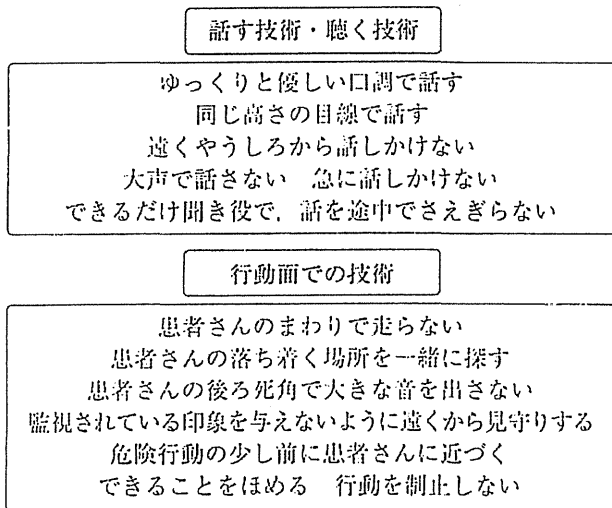 話す技術・聴く技術
ゆっくりと優しい口調で話す
同じ高さの目線で話す
遠くやうしろから話しかけない
大声で話さない　急に話しかけない
できるだけ聞き役で，話を途中でさえぎらない
行動面での技術
患者さんのまわりで走らない
患者さんの落ち着く場所を一緒に探す
患者さんの後ろ死角で大きな音を出さない
監視されている印象を与えないように遠くから見守りする
危険行動の少し前に患者さんに近づく
できることをほめる　行動を制止しない